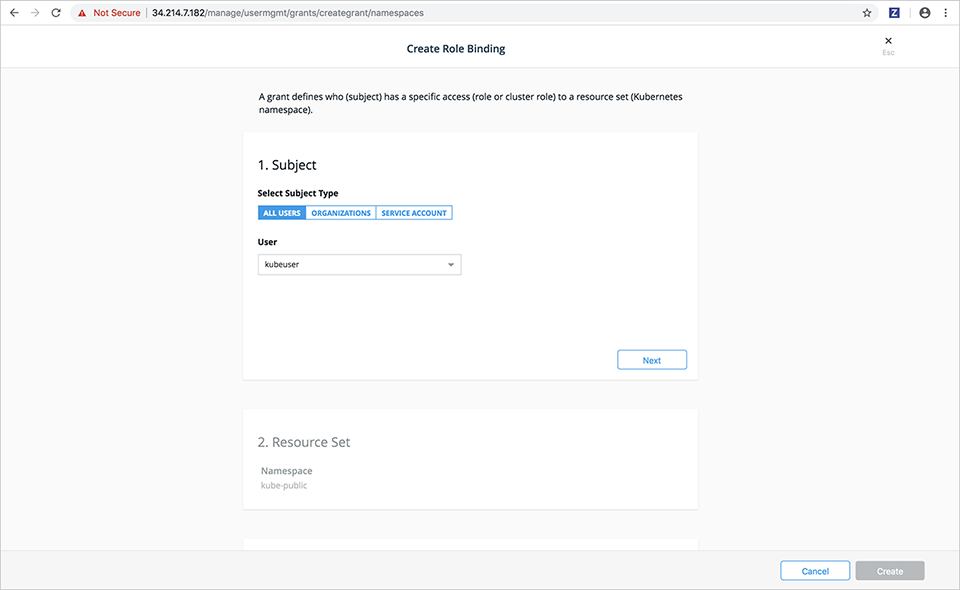 Not Secure | 34.214.7.182/manage/usermgmt/grants/creategrant/namespaces
Z
Create Role Binding
Esc
A grant defines who (subject) has a specific access (role or cluster role) to a resource set (Kubernetes
namespace).
1. Subject
Select Subject Type
ALL USERS ORGANIZATIONS SERVICE ACCOUNT
User
kubeuser
Next
2. Resource Set
Namespace
kube-public
Cancel Create